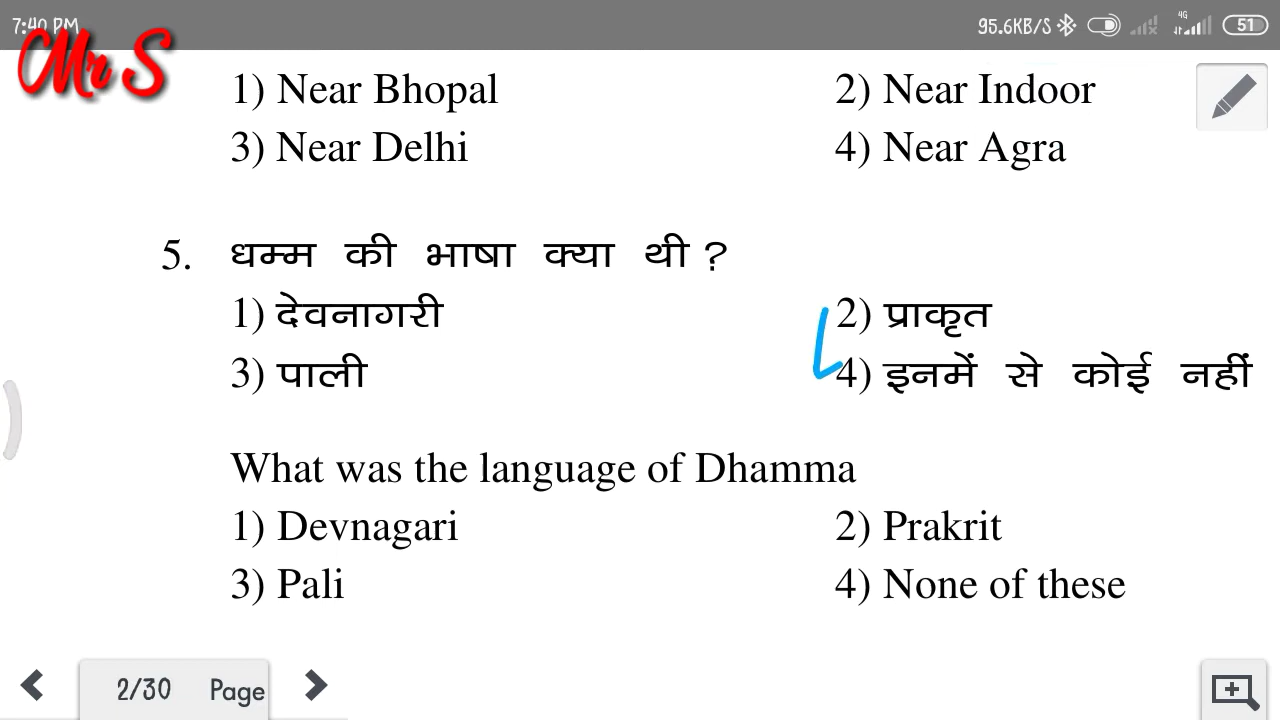 7:40 PM 95.6KB/S 4G 51
Mr S
1) Near Bhopal 2) Near Indoor
3) Near Delhi 4) Near Agra
5. धम्म की भाषा क्या थी ?
1) देवनागरी 2) प्राकृत
3) पाली 4) इनमें से कोई नहीं
What was the language of Dhamma
1) Devnagari 2) Prakrit
3) Pali 4) None of these
2/30 Page